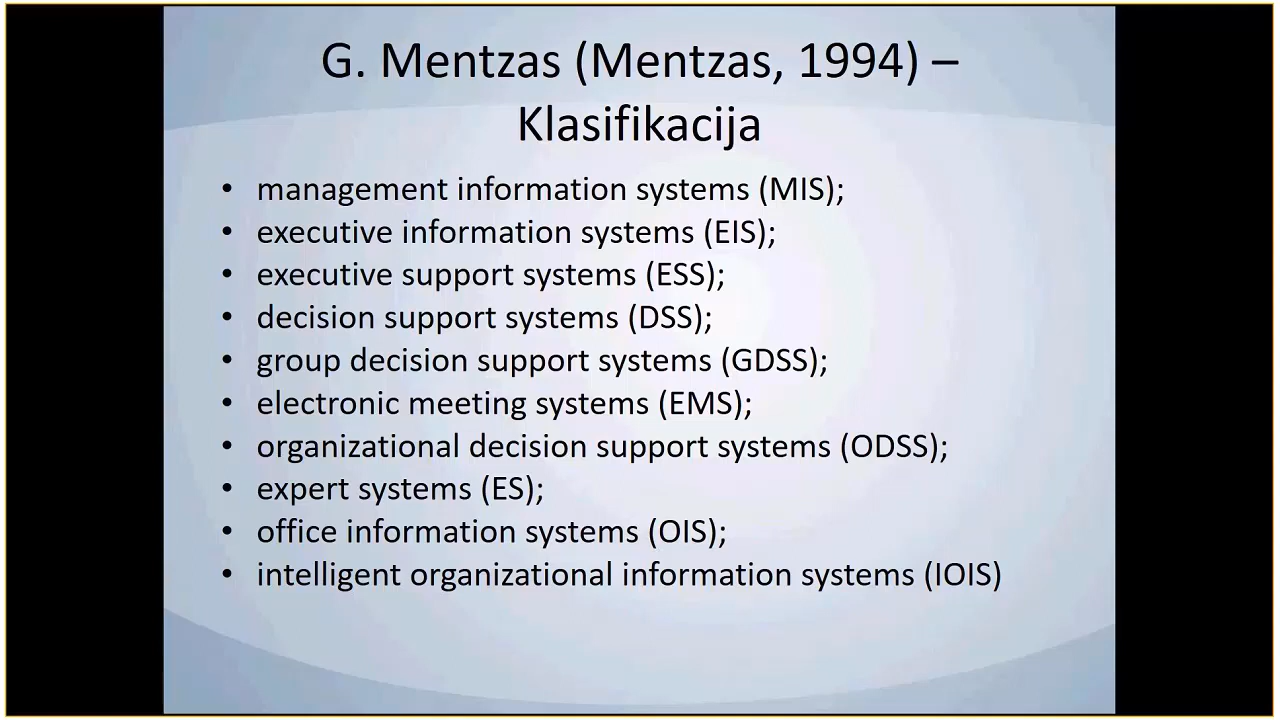 G. Mentzas (Mentzas, 1994) –
Klasifikacija
• management information systems (MIS);
• executive information systems (EIS);
• executive support systems (ESS);
• decision support systems (DSS);
• group decision support systems (GDSS);
• electronic meeting systems (EMS);
• organizational decision support systems (ODSS);
• expert systems (ES);
• office information systems (OIS);
• intelligent organizational information systems (IOIS)